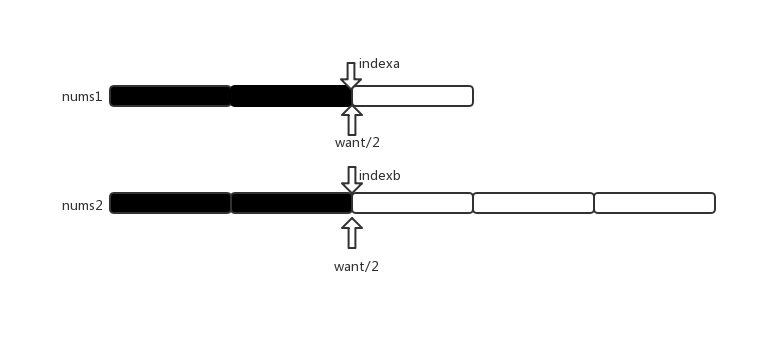 indexa
nums1
want/2
indexb
nums2
want/2